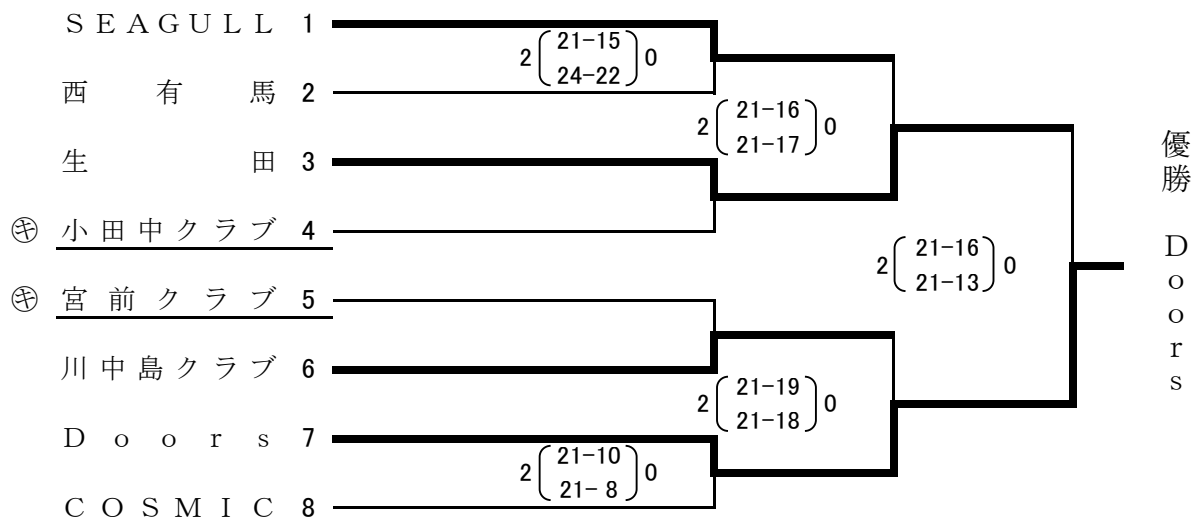 SEAGULL 1
2 21-15 0
24-22
西有馬 2
2 21-16 0
21-17
生田 3
㋖ 小田中クラブ 4
2 21-16 0
21-13
優勝 Doors
㋖ 宮前クラブ 5
川中島クラブ 6
2 21-19 0
21-18
Doors 7
2 21-10 0
21- 8
COSMIC 8